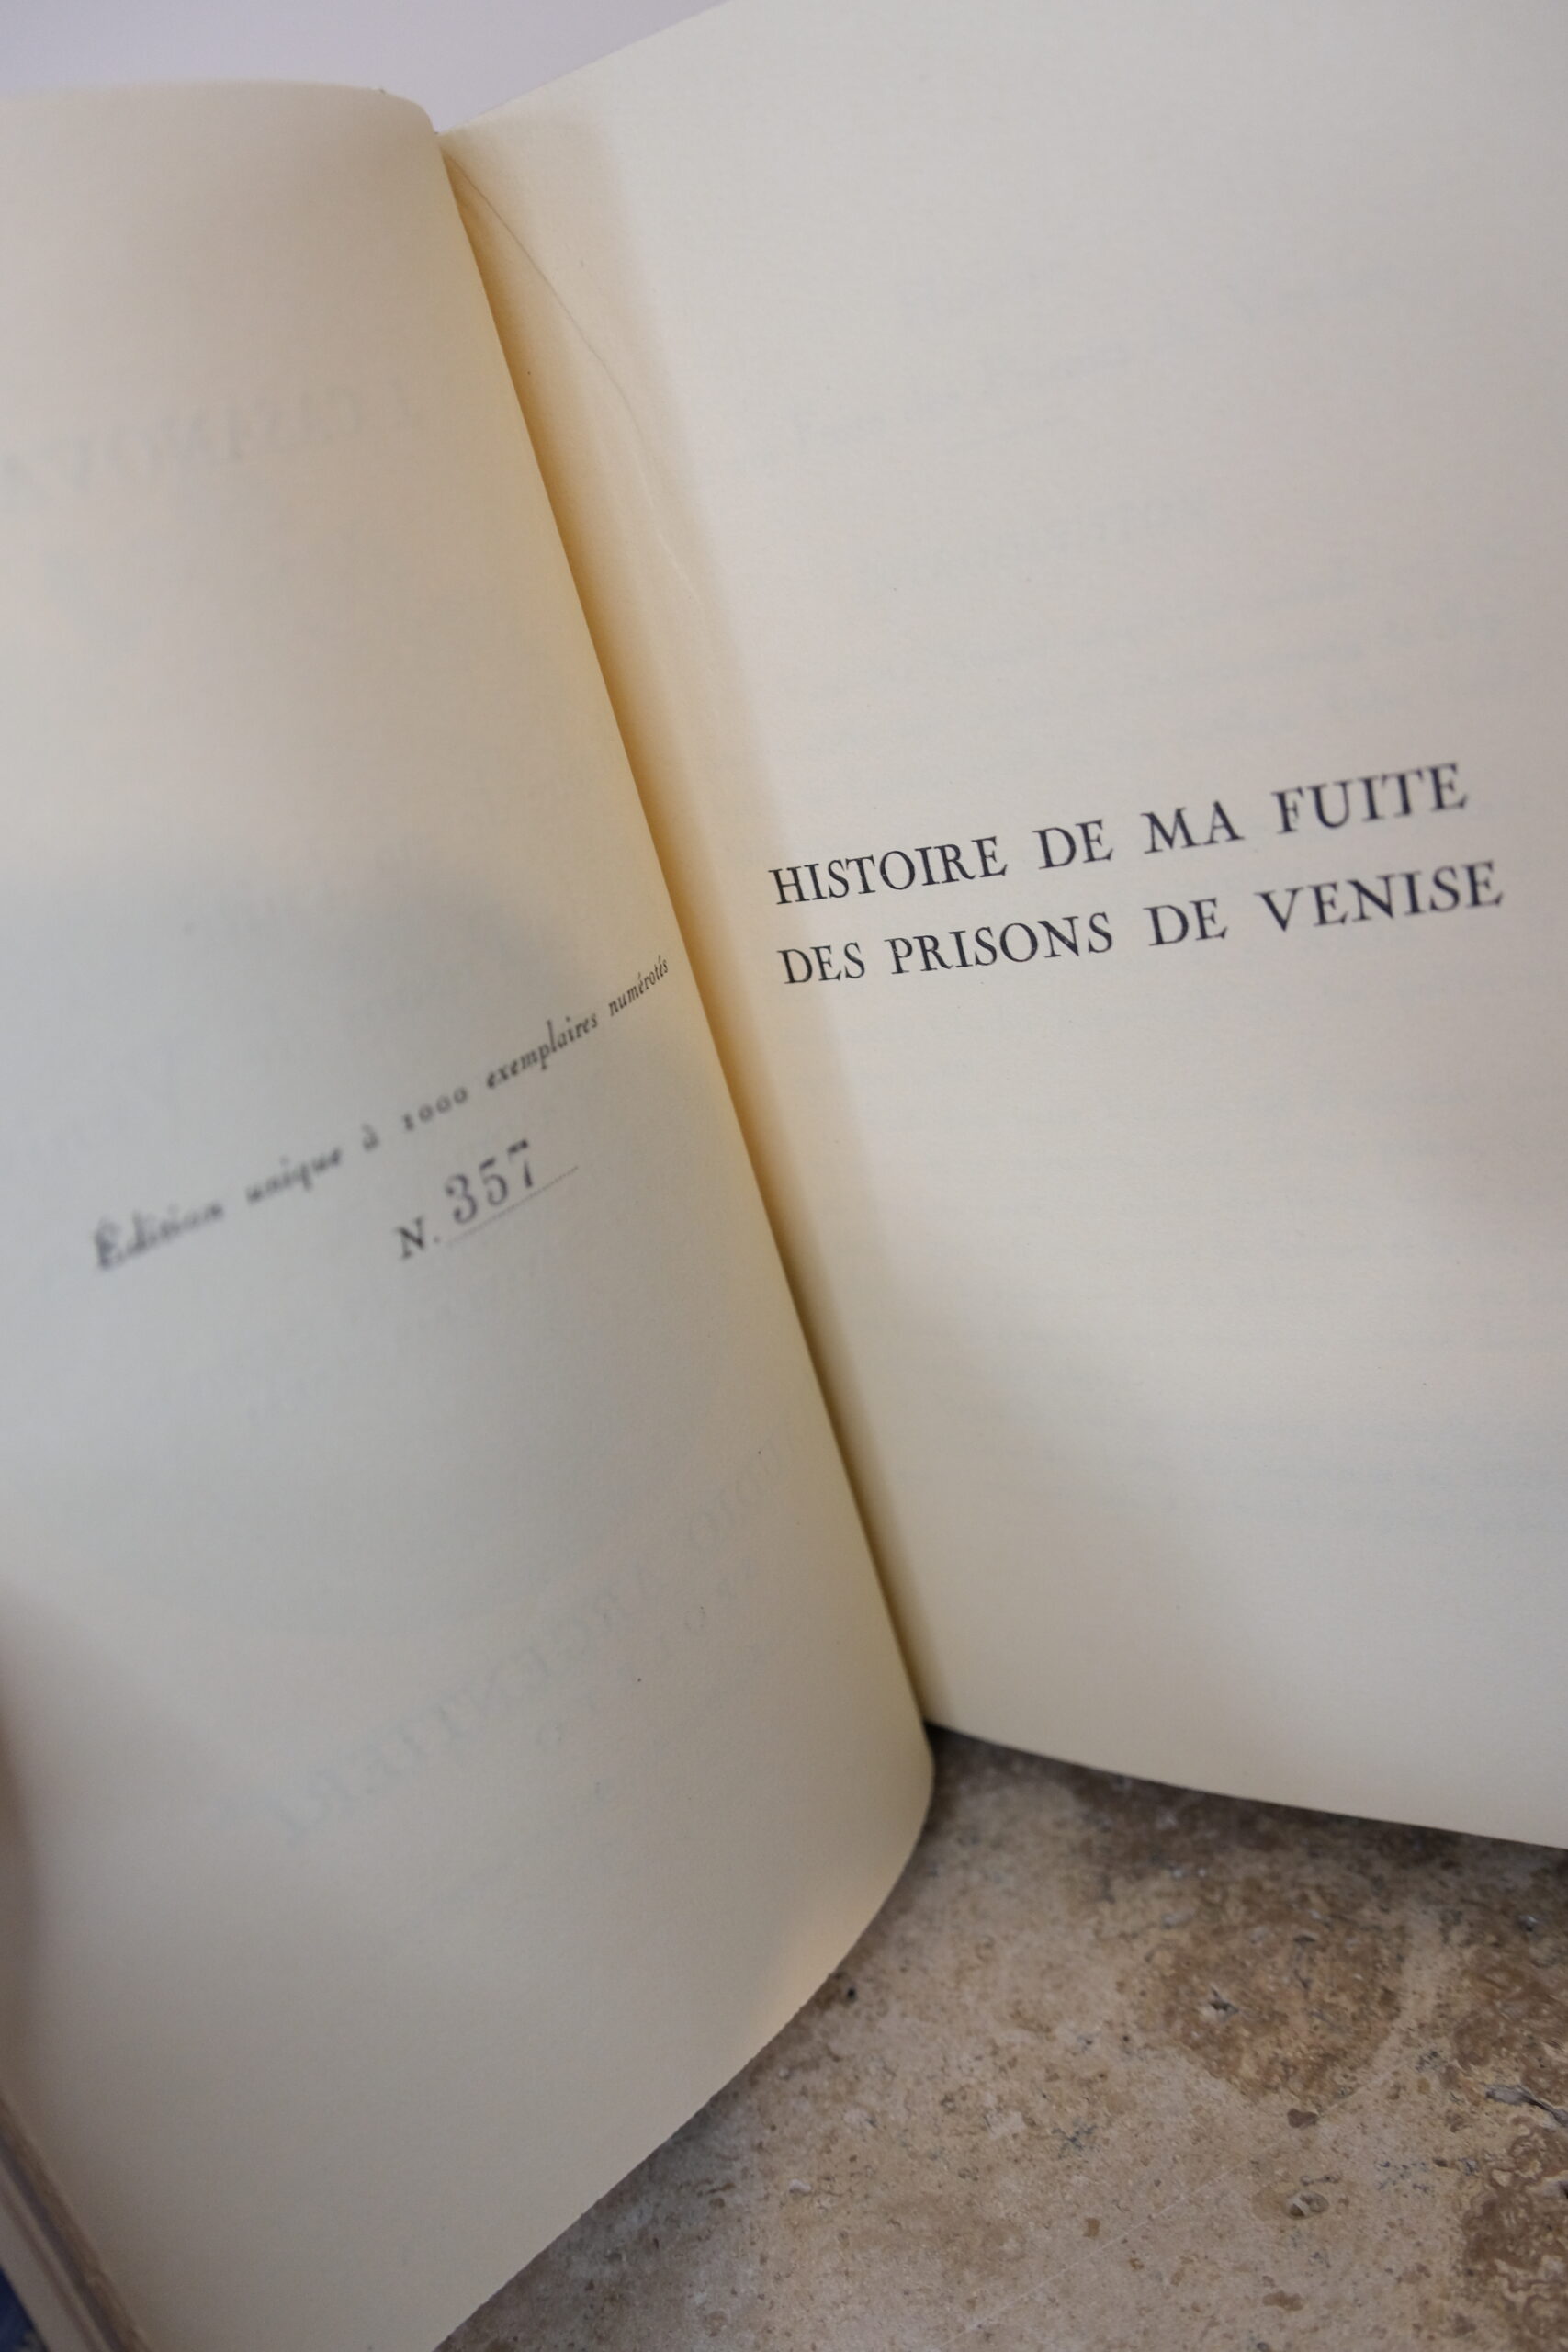 Édition unique à 1000 exemplaires numérotés
N. 357
HISTOIRE DE MA FUITE
DES PRISONS DE VENISE